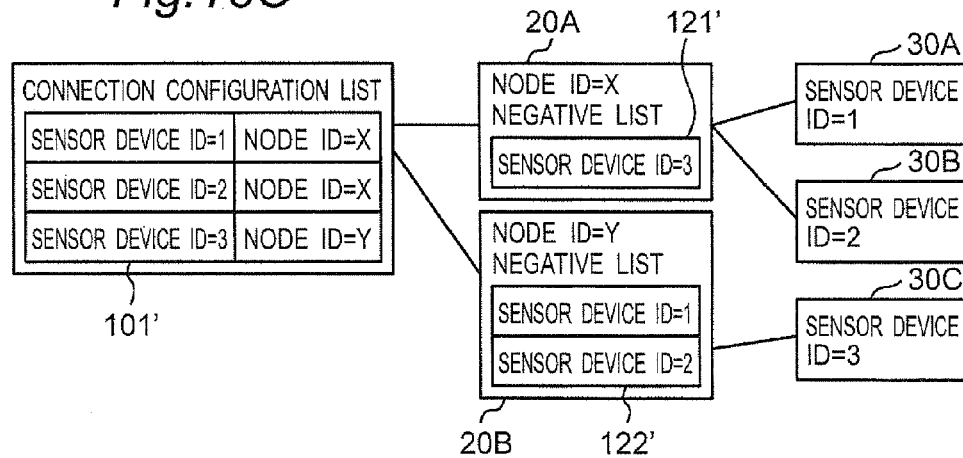 20A
121'
30A
CONNECTION CONFIGURATION LIST
SENSOR DEVICE ID=1 NODE ID=X
SENSOR DEVICE ID=2 NODE ID=X
SENSOR DEVICE ID=3 NODE ID=Y
101'
NODE ID=X
NEGATIVE LIST
SENSOR DEVICE ID=3
NODE ID=Y
NEGATIVE LIST
SENSOR DEVICE ID=1
SENSOR DEVICE ID=2
20B
122'
SENSOR DEVICE
ID=1
30B
SENSOR DEVICE
ID=2
30C
SENSOR DEVICE
ID=3